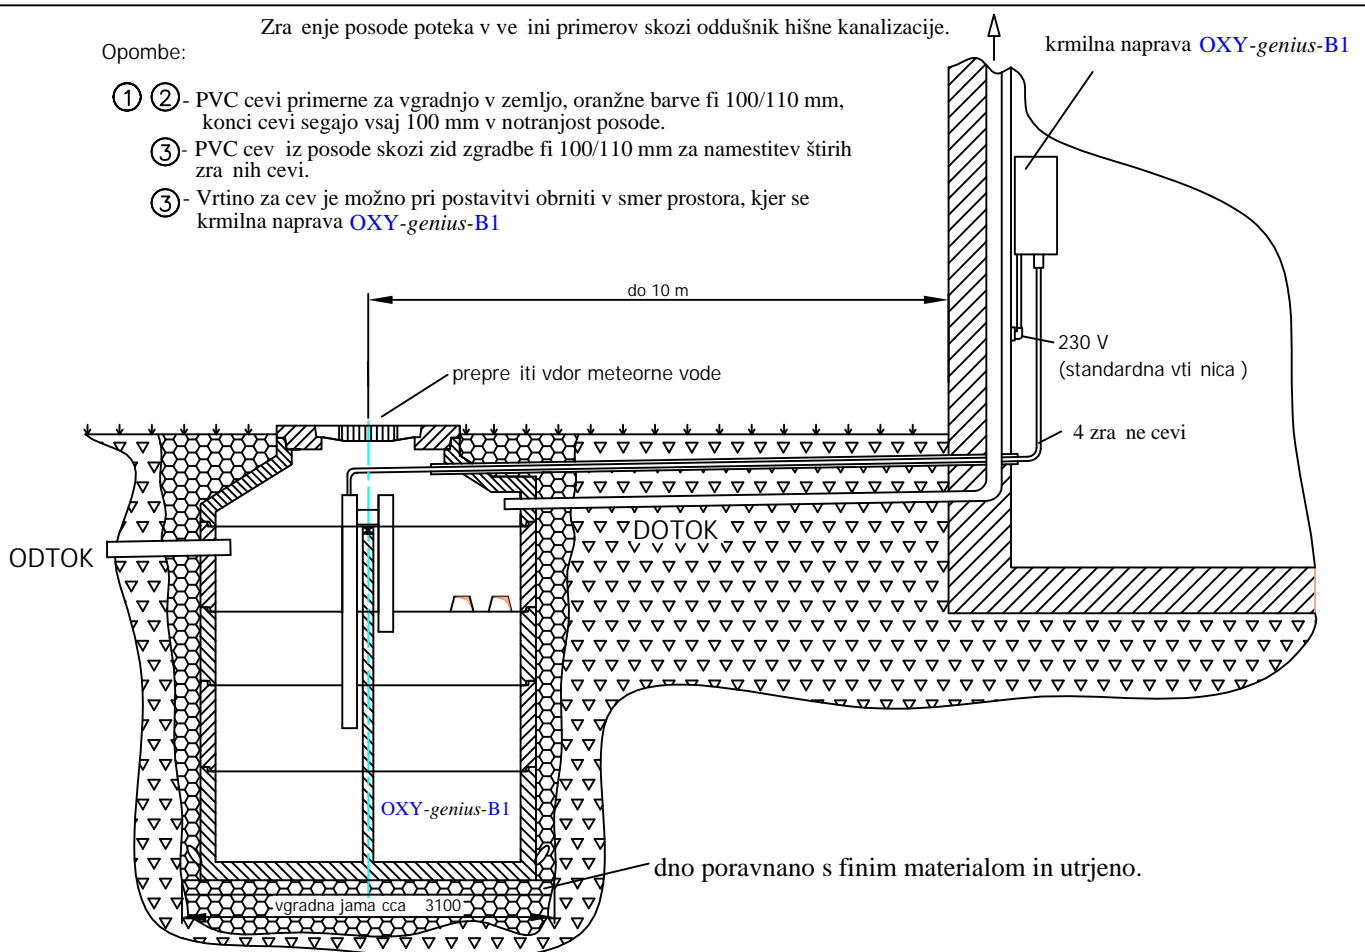 Zra enje posode poteka v ve ini primerov skozi oddušnik hišne kanalizacije.
krmilna naprava OXY-genius-B1
Opombe:
1 2 - PVC cevi primerne za vgradnjo v zemljo, oranžne barve fi 100/110 mm,
konci cevi segajo vsaj 100 mm v notranjost posode.
3 - PVC cev iz posode skozi zid zgradbe fi 100/110 mm za namestitev štirih
zra nih cevi.
3 - Vrtino za cev je možno pri postavitvi obrniti v smer prostora, kjer se
krmilna naprava OXY-genius-B1
do 10 m
230 V
(standardna vti nica )
prepre iti vdor meteorne vode
4 zra ne cevi
DOTOK
ODTOK
OXY-genius-B1
dno poravnano s finim materialom in utrjeno.
vgradna jama cca 3100